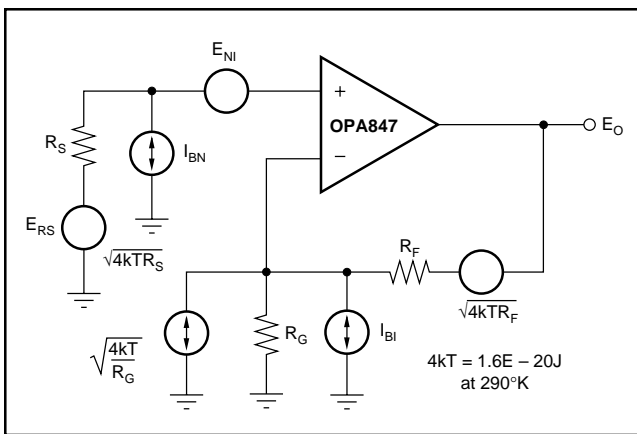 E_NI
+
OPA847
−
E_O
R_S
I_BN
E_RS
√4kTR_S
R_F
√4kTR_F
√4kT/R_G
R_G
I_BI
4kT = 1.6E – 20J
at 290°K